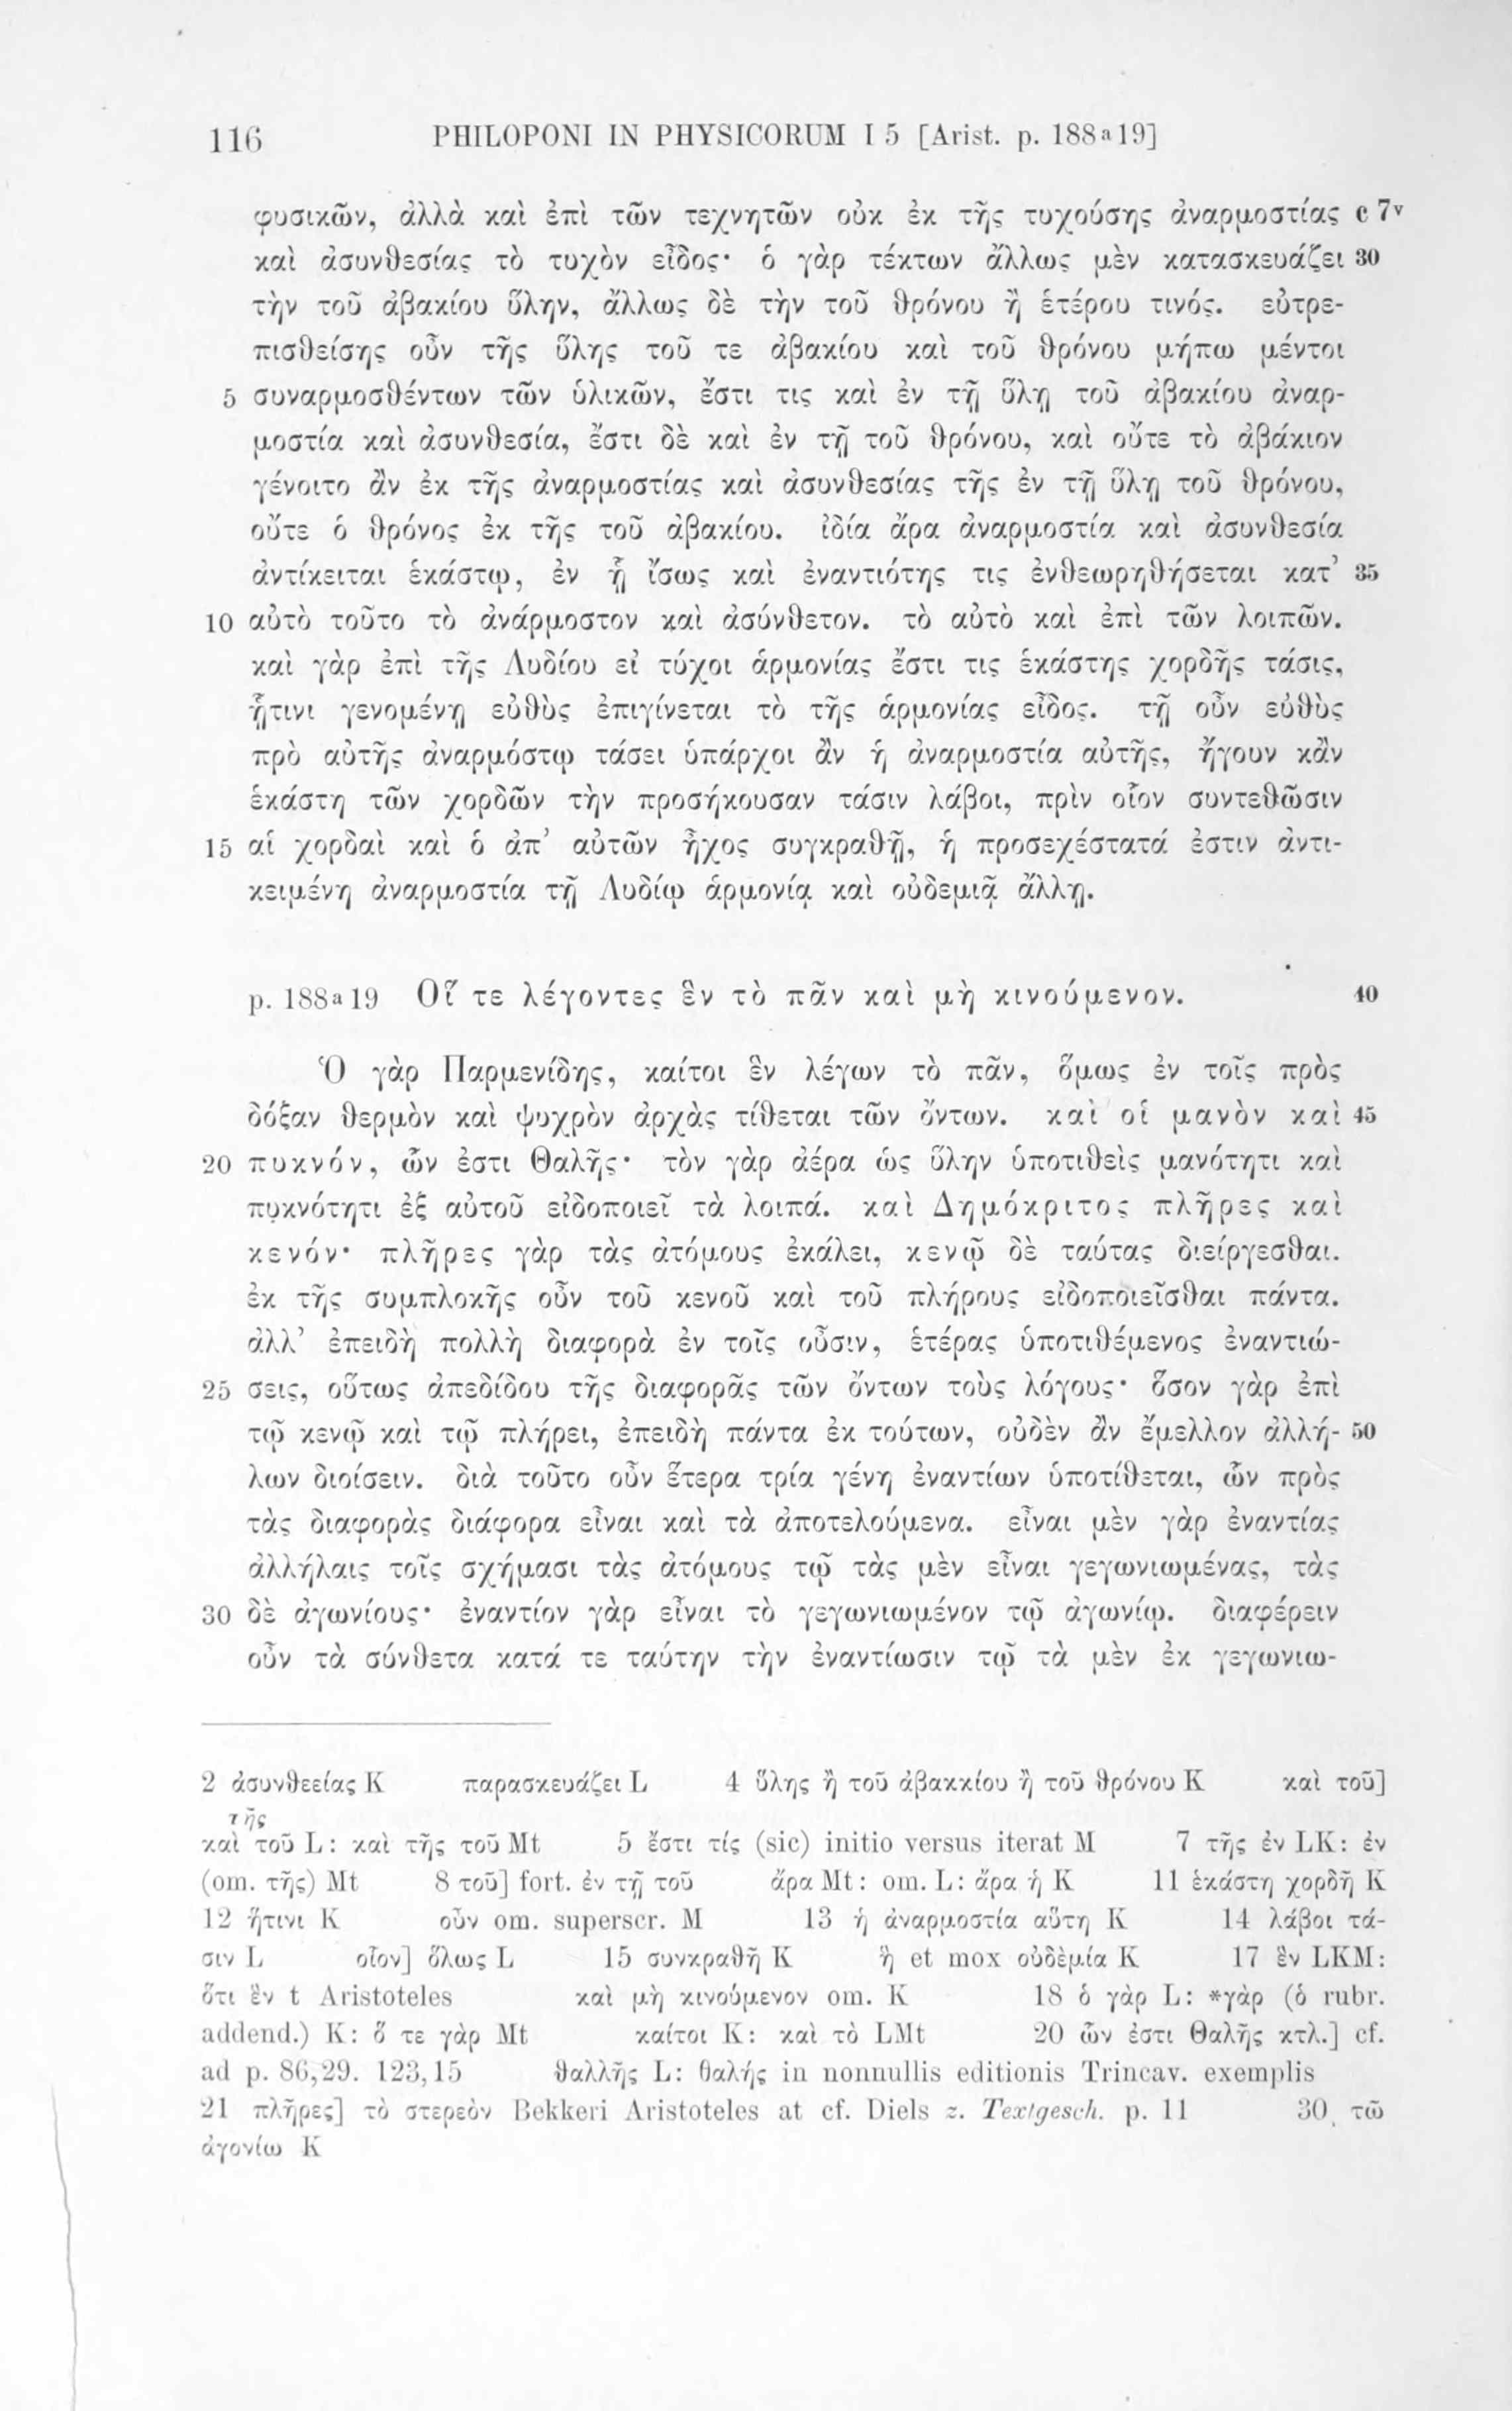 116 PHILOPONI IN PHYSICORUM I 5 [Arist. p. 188ᵃ19]
φυσικῶν, ἀλλὰ καὶ ἐπὶ τῶν τεχνητῶν οὐκ ἐκ τῆς τυχούσης ἀναρμοστίας c 7ᵛ
καὶ ἀσυνθεσίας τὸ τυχὸν εἶδος· ὁ γὰρ τέκτων ἄλλως μὲν κατασκευάζει 30
τὴν τοῦ ἀβακίου ὕλην, ἄλλως δὲ τὴν τοῦ θρόνου ἢ ἑτέρου τινός. εὐτρε-
πισθείσης οὖν τῆς ὕλης τοῦ τε ἀβακίου καὶ τοῦ θρόνου μήπω μέντοι
5 συναρμοσθέντων τῶν ὑλικῶν, ἔστι τις καὶ ἐν τῇ ὕλῃ τοῦ ἀβακίου ἀναρ-
μοστία καὶ ἀσυνθεσία, ἔστι δὲ καὶ ἐν τῇ τοῦ θρόνου, καὶ οὔτε τὸ ἀβάκιον
γένοιτο ἂν ἐκ τῆς ἀναρμοστίας καὶ ἀσυνθεσίας τῆς ἐν τῇ ὕλῃ τοῦ θρόνου,
οὔτε ὁ θρόνος ἐκ τῆς τοῦ ἀβακίου. ἰδία ἄρα ἀναρμοστία καὶ ἀσυνθεσία
ἀντίκειται ἑκάστῳ, ἐν ᾗ ἴσως καὶ ἐναντιότης τις ἐνθεωρηθήσεται κατ’ 35
10 αὐτὸ τοῦτο τὸ ἀνάρμοστον καὶ ἀσύνθετον. τὸ αὐτὸ καὶ ἐπὶ τῶν λοιπῶν.
καὶ γὰρ ἐπὶ τῆς Λυδίου εἰ τύχοι ἁρμονίας ἔστι τις ἑκάστης χορδῆς τάσις,
ᾗτινι γενομένῃ εὐθὺς ἐπιγίνεται τὸ τῆς ἁρμονίας εἶδος. τῇ οὖν εὐθὺς
πρὸ αὐτῆς ἀναρμόστῳ τάσει ὑπάρχοι ἂν ἡ ἀναρμοστία αὐτῆς, ἤγουν κἂν
ἑκάστη τῶν χορδῶν τὴν προσήκουσαν τάσιν λάβοι, πρὶν οἷον συντεθῶσιν
15 αἱ χορδαὶ καὶ ὁ ἀπ’ αὐτῶν ἦχος συγκραθῇ, ἡ προσεχέστατά ἐστιν ἀντι-
κειμένη ἀναρμοστία τῇ Λυδίῳ ἁρμονίᾳ καὶ οὐδεμιᾷ ἄλλῃ.
p. 188ᵃ19 Οἵ τε λέγοντες ἓν τὸ πᾶν καὶ μὴ κινούμενον. 40
Ὁ γὰρ Παρμενίδης, καίτοι ἓν λέγων τὸ πᾶν, ὅμως ἐν τοῖς πρὸς
δόξαν θερμὸν καὶ ψυχρὸν ἀρχὰς τίθεται τῶν ὄντων. καὶ οἱ μανὸν καὶ 45
20 πυκνόν, ὧν ἐστι Θαλῆς· τὸν γὰρ ἀέρα ὡς ὕλην ὑποτιθεὶς μανότητι καὶ
πυκνότητι ἐξ αὐτοῦ εἰδοποιεῖ τὰ λοιπά. καὶ Δημόκριτος πλῆρες καὶ
κενόν· πλῆρες γὰρ τὰς ἀτόμους ἐκάλει, κενῷ δὲ ταύτας διείργεσθαι.
ἐκ τῆς συμπλοκῆς οὖν τοῦ κενοῦ καὶ τοῦ πλήρους εἰδοποιεῖσθαι πάντα.
ἀλλ’ ἐπειδὴ πολλὴ διαφορὰ ἐν τοῖς οὖσιν, ἑτέρας ὑποτιθέμενος ἐναντιώ-
25 σεις, οὕτως ἀπεδίδου τῆς διαφορᾶς τῶν ὄντων τοὺς λόγους· ὅσον γὰρ ἐπὶ
τῷ κενῷ καὶ τῷ πλήρει, ἐπειδὴ πάντα ἐκ τούτων, οὐδὲν ἂν ἔμελλον ἀλλή- 50
λων διοίσειν. διὰ τοῦτο οὖν ἕτερα τρία γένη ἐναντίων ὑποτίθεται, ὧν πρὸς
τὰς διαφορὰς διάφορα εἶναι καὶ τὰ ἀποτελούμενα. εἶναι μὲν γὰρ ἐναντίας
ἀλλήλαις τοῖς σχήμασι τὰς ἀτόμους τῷ τὰς μὲν εἶναι γεγωνιωμένας, τὰς
30 δὲ ἀγωνίους· ἐναντίον γὰρ εἶναι τὸ γεγωνιωμένον τῷ ἀγωνίῳ. διαφέρειν
οὖν τὰ σύνθετα κατά τε ταύτην τὴν ἐναντίωσιν τῷ τὰ μὲν ἐκ γεγωνιω-
2 ἀσυνθεείας K παρασκευάζει L 4 ὕλης ἢ τοῦ ἀβακκίου ἢ τοῦ θρόνου K καὶ τοῦ]
τῆς
καὶ τοῦ L: καὶ τῆς τοῦ Mt 5 ἔστι τίς (sic) initio versus iterat M 7 τῆς ἐν LK: ἐν
(om. τῆς) Mt 8 τοῦ] fort. ἐν τῇ τοῦ ἄρα Mt: om. L: ἄρα ἡ K 11 ἑκάστη χορδῆ K
12 ἥτινι K οὖν om. superscr. M 13 ἡ ἀναρμοστία αὕτη K 14 λάβοι τά-
σιν L οἷον] ὅλως L 15 συνκραθῆ K ἢ et mox οὐδὲμία K 17 ἓν LKM:
ὅτι ἓν t Aristoteles καὶ μὴ κινούμενον om. K 18 ὁ γὰρ L: *γὰρ (ὁ rubr.
addend.) K: ὅ τε γὰρ Mt καίτοι K: καὶ τὸ LMt 20 ὧν ἐστι Θαλῆς κτλ.] cf.
ad p. 86,29. 123,15 θαλλῆς L: θαλής in nonnullis editionis Trincav. exemplis
21 πλῆρες] τὸ στερεὸν Bekkeri Aristoteles at cf. Diels z. Textgesch. p. 11 30 τῶ
ἀγονίω K